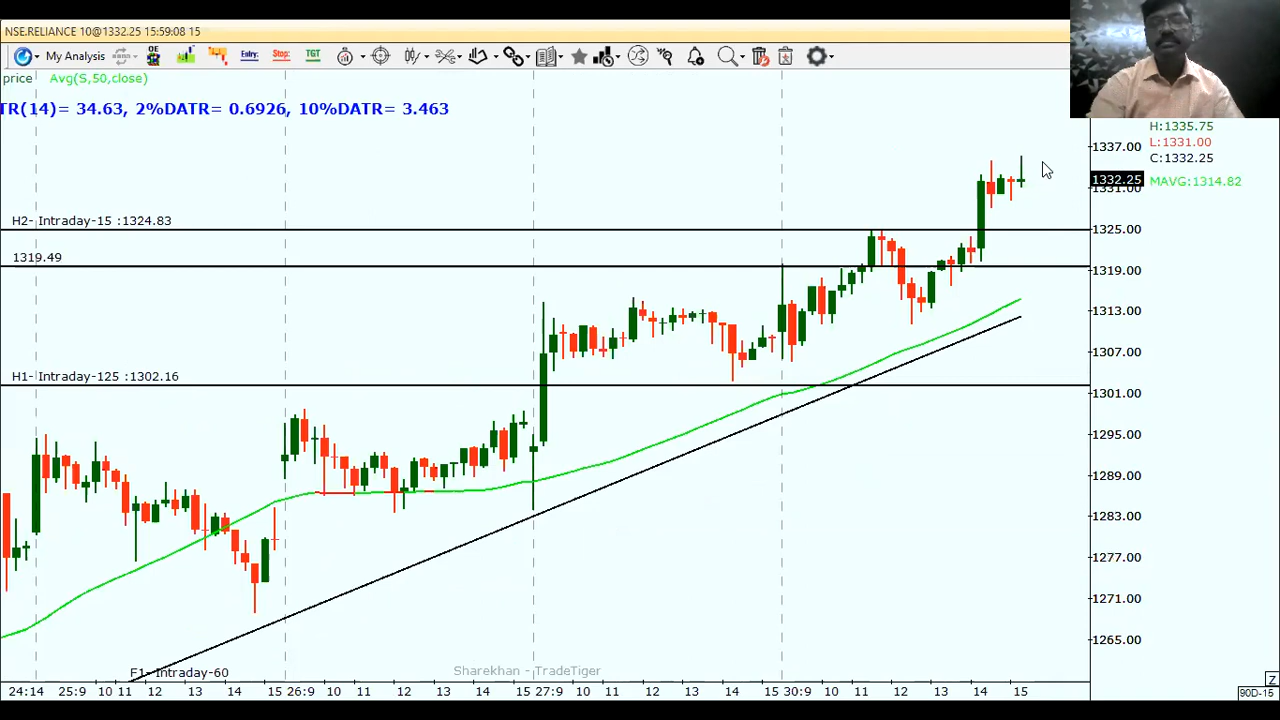 NSE.RELIANCE 10@1332.25 15:59:08 15
My Analysis OE Entry: Stop: TGT
price Avg(S,50,close)
TR(14)= 34.63, 2%DATR= 0.6926, 10%DATR= 3.463
H:1335.75
L:1331.00
C:1332.25
MAVG:1314.82
1337.00
1332.25
1331.00
H2- Intraday-15 :1324.83
1325.00
1319.49
1319.00
1313.00
1307.00
H1- Intraday-125 :1302.16
1301.00
1295.00
1289.00
1283.00
1277.00
1271.00
1265.00
F1- Intraday-60
Sharekhan - TradeTiger
24:14 25:9 10 11 12 13 14 15 26:9 10 11 12 13 14 15 27:9 10 11 12 13 14 15 30:9 10 11 12 13 14 15
Z
90D-15